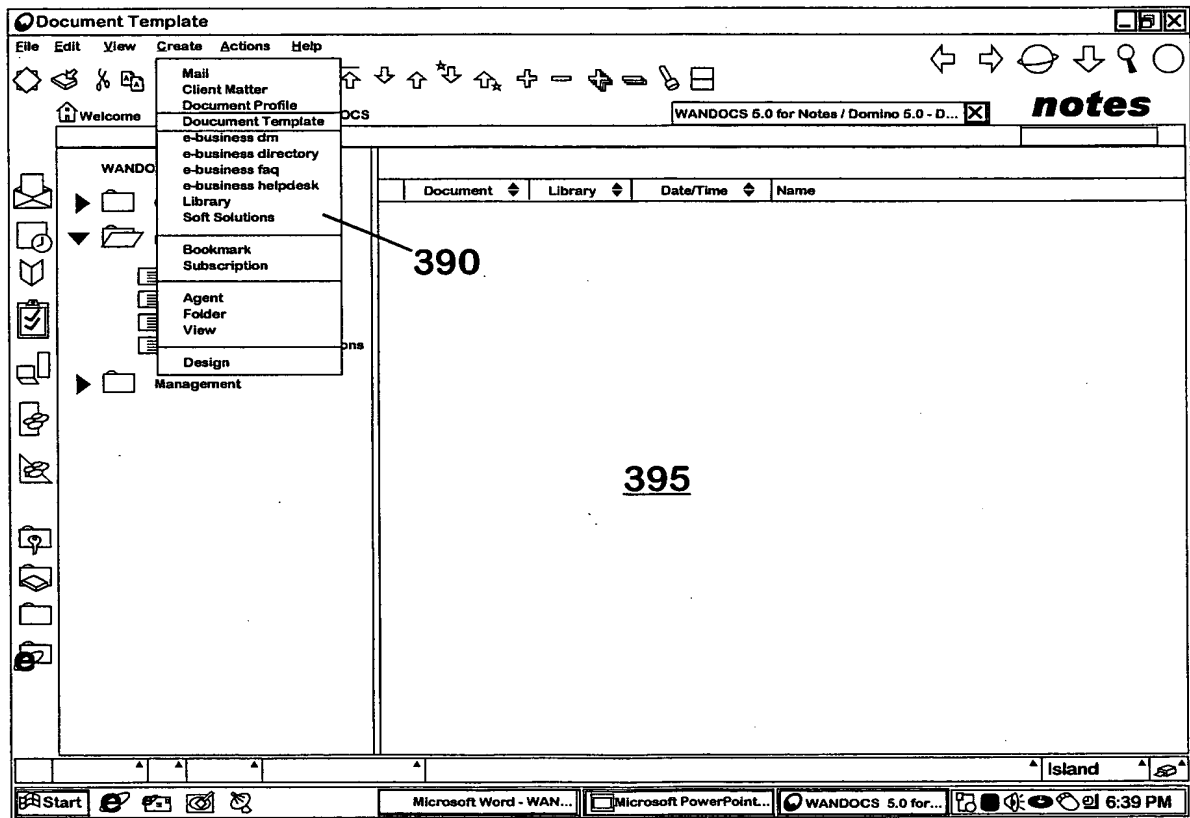 Document Template
File Edit View Create Actions Help
Mail
Client Matter
Document Profile
Doucument Template
e-business dm
e-business directory
e-business faq
e-business helpdesk
Library
Soft Solutions
Bookmark
Subscription
Agent
Folder
View
Design
Welcome
OCS
WANDOCS 5.0 for Notes / Domino 5.0 - D...
notes
WANDO
Document Library Date/Time Name
390
ons
Management
395
e
Island
Start
Microsoft Word - WAN...
Microsoft PowerPoint...
WANDOCS 5.0 for...
6:39 PM